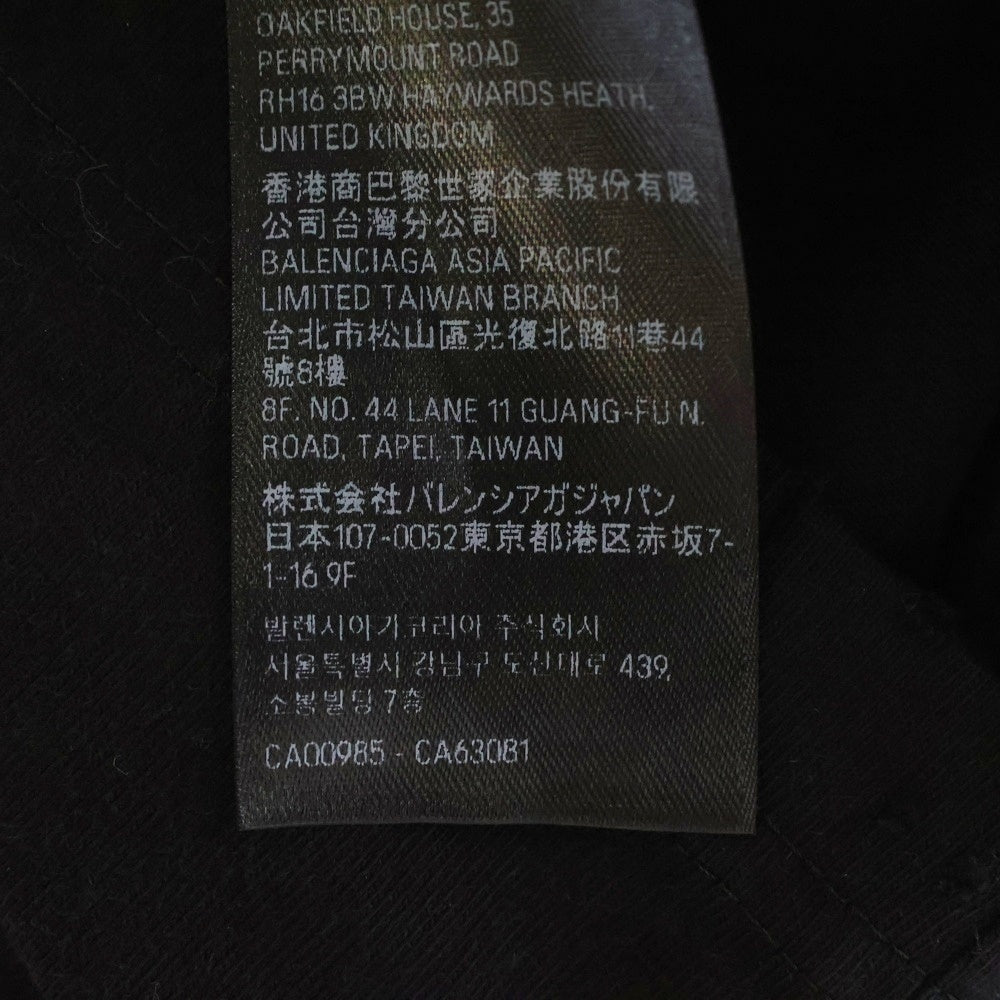 OAKFIELD HOUSE, 35
PERRYMOUNT ROAD
RH16 3BW HAYWARDS HEATH,
UNITED KINGDOM
香港商巴黎世家企業股份有限
公司台灣分公司
BALENCIAGA ASIA PACIFIC
LIMITED TAIWAN BRANCH
台北市松山區光復北路11巷44
號8樓
8F. NO. 44 LANE 11 GUANG-FU N.
ROAD, TAPEI, TAIWAN
株式会社バレンシアガジャパン
日本107-0052東京都港区赤坂7-
1-16 9F
발렌시아가코리아 주식회사
서울특별시 강남구 도산대로 439,
소봉빌딩 7층
CA00985 - CA63081